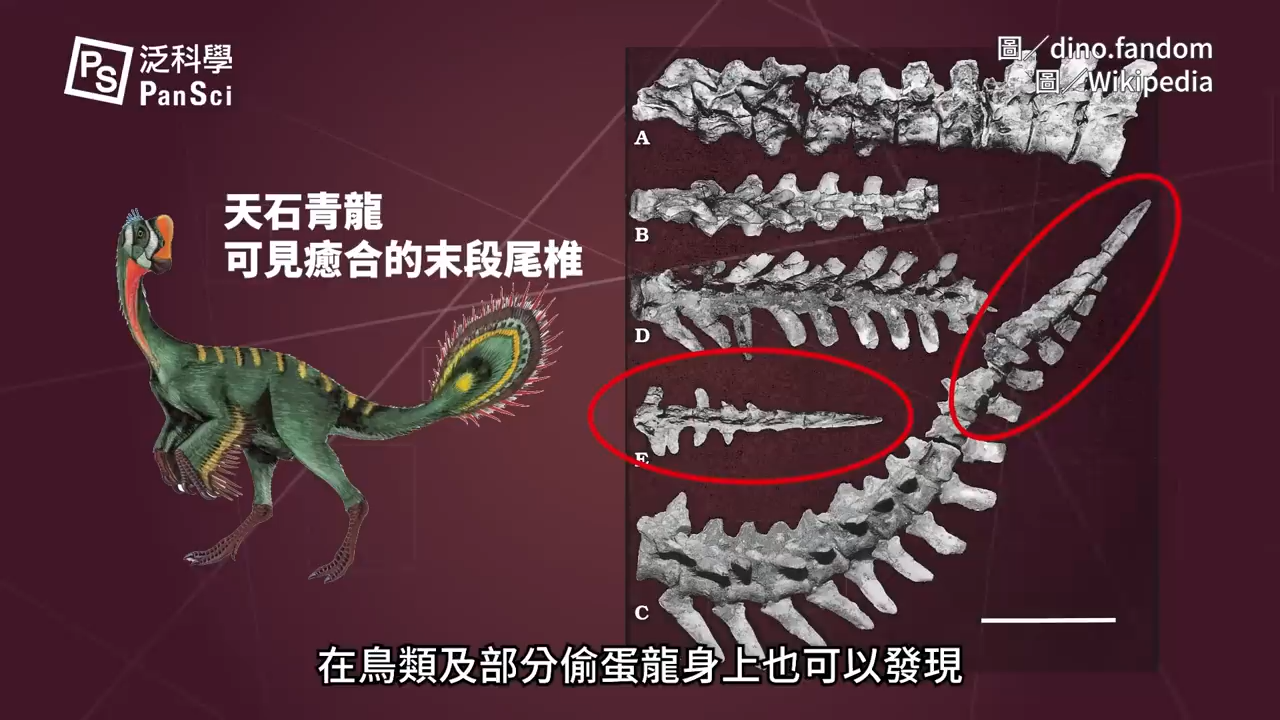 PS
泛科學
PanSci
圖／dino.fandom
圖／Wikipedia
天石青龍
可見癒合的末段尾椎
A
B
D
E
C
在鳥類及部分偷蛋龍身上也可以發現